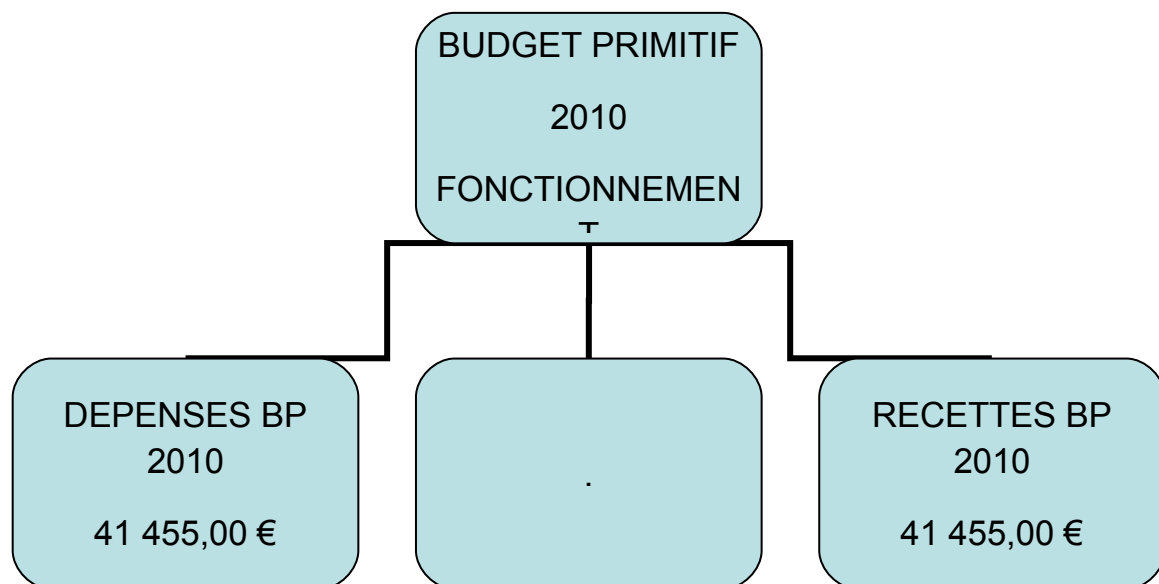 BUDGET PRIMITIF
2010
FONCTIONNEMEN
T
DEPENSES BP
2010
41 455,00 €
.
RECETTES BP
2010
41 455,00 €